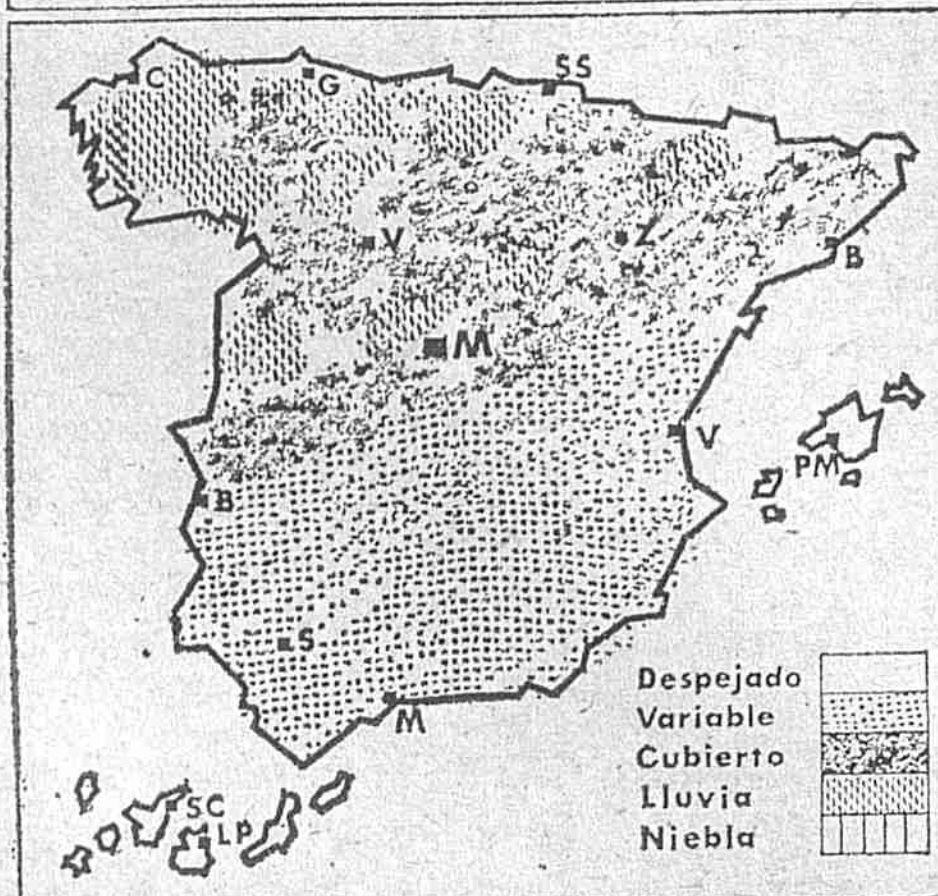 SS
C
G
V
Z
B
M
V
PM
B
S
M
SC
LP
Despejado
Variable
Cubierto
Lluvia
Niebla